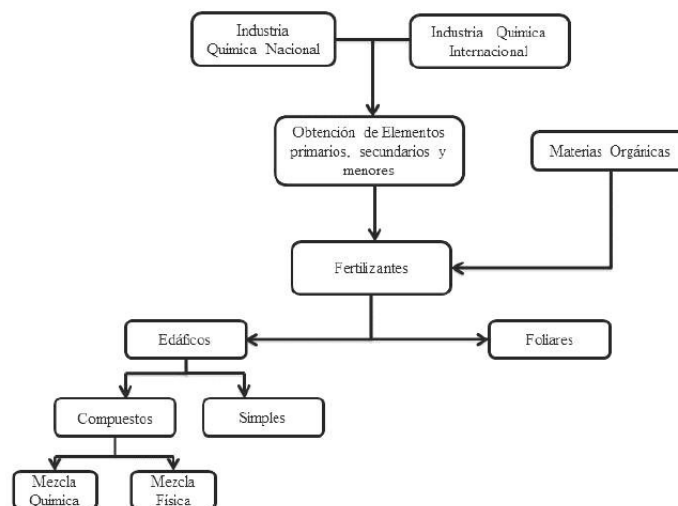 Industria
Química Nacional
Industria Química
Internacional
Obtención de Elementos
primarios, secundarios y
menores
Materias Orgánicas
Fertilizantes
Edáficos
Foliares
Compuestos
Simples
Mezcla
Química
Mezcla
Física